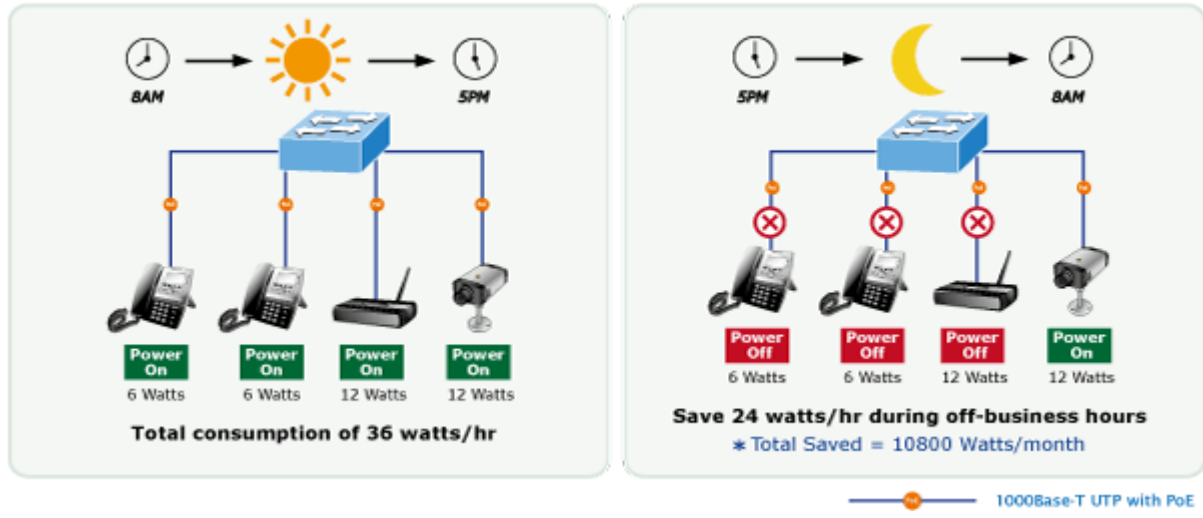 8AM
5PM
Power
On
6 Watts
Power
On
6 Watts
Power
On
12 Watts
Power
On
12 Watts
Total consumption of 36 watts/hr
5PM
8AM
Power
Off
6 Watts
Power
Off
6 Watts
Power
Off
12 Watts
Power
On
12 Watts
Save 24 watts/hr during off-business hours
* Total Saved = 10800 Watts/month
PoE
1000Base-T UTP with PoE